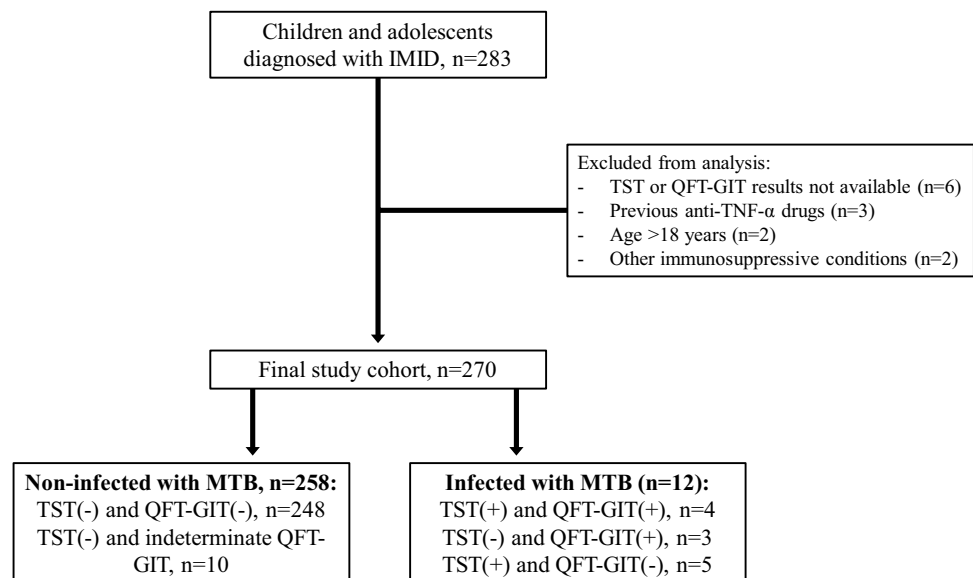 Children and adolescents
diagnosed with IMID, n=283
Excluded from analysis:
- TST or QFT-GIT results not available (n=6)
- Previous anti-TNF-α drugs (n=3)
- Age >18 years (n=2)
- Other immunosuppressive conditions (n=2)
Final study cohort, n=270
Non-infected with MTB, n=258:
TST(-) and QFT-GIT(-), n=248
TST(-) and indeterminate QFT-
GIT, n=10
Infected with MTB (n=12):
TST(+) and QFT-GIT(+), n=4
TST(-) and QFT-GIT(+), n=3
TST(+) and QFT-GIT(-), n=5